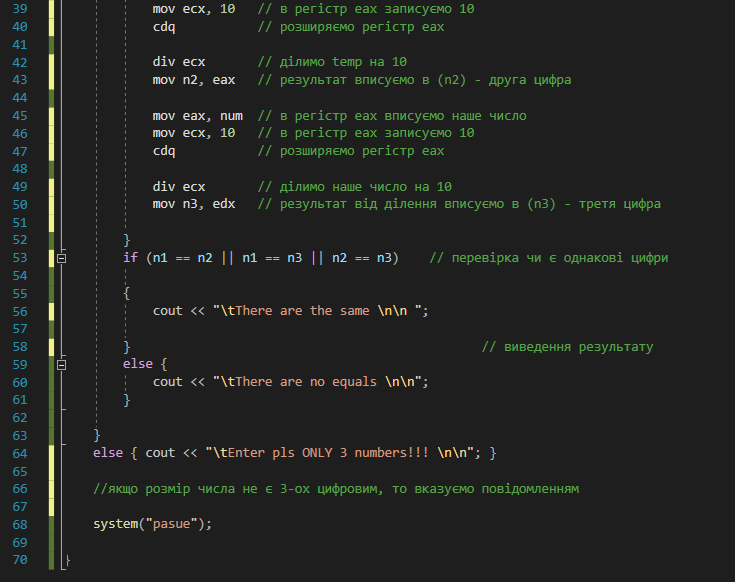 39 mov ecx, 10 // в регістр eax записуємо 10
40 cdq // розширяємо регістр eax
41
42 div ecx // ділимо temp на 10
43 mov n2, eax // результат вписуємо в (n2) - друга цифра
44
45 mov eax, num // в регістр eax вписуємо наше число
46 mov ecx, 10 // в регістр eax записуємо 10
47 cdq // розширяємо регістр eax
48
49 div ecx // ділимо наше число на 10
50 mov n3, edx // результат від ділення вписуємо в (n3) - третя цифра
51
52 }
53 if (n1 == n2 || n1 == n3 || n2 == n3) // перевірка чи є однакові цифри
54
55 {
56 cout << "\tThere are the same \n\n ";
57
58 } // виведення результату
59 else {
60 cout << "\tThere are no equals \n\n";
61 }
62
63 }
64 else { cout << "\tEnter pls ONLY 3 numbers!!! \n\n"; }
65
66 //якщо розмір числа не є 3-ох цифровим, то вказуємо повідомленням
67
68 system("pasue");
69
70 }